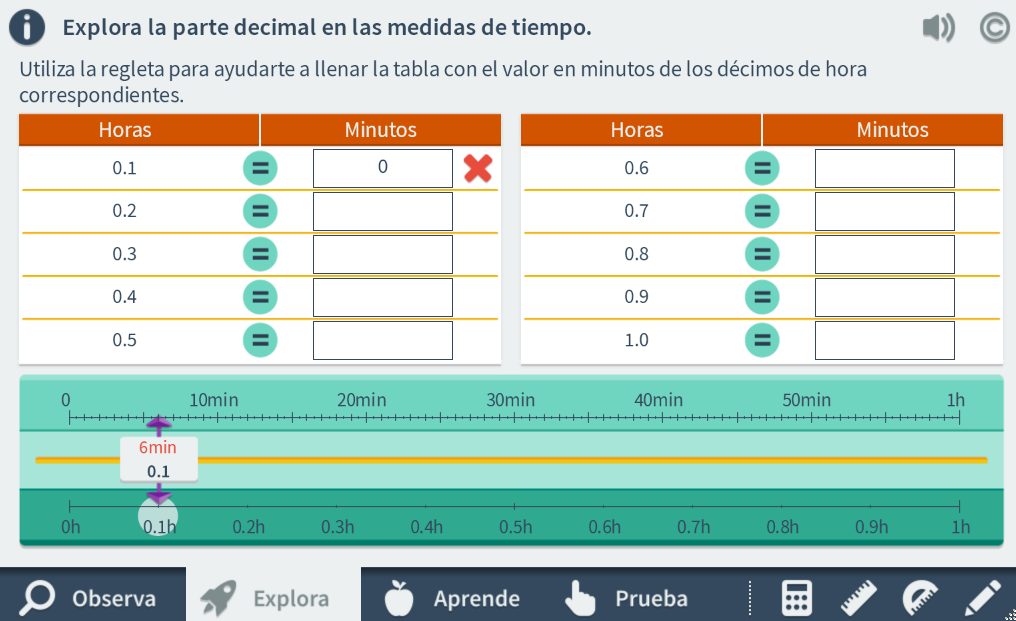 Explora la parte decimal en las medidas de tiempo.
Utiliza la regleta para ayudarte a llenar la tabla con el valor en minutos de los décimos de hora
correspondientes.
Horas Minutos
0.1 = 0
0.2 =
0.3 =
0.4 =
0.5 =
Horas Minutos
0.6 =
0.7 =
0.8 =
0.9 =
1.0 =
0 10min 20min 30min 40min 50min 1h
6min
0.1
0h 0.1h 0.2h 0.3h 0.4h 0.5h 0.6h 0.7h 0.8h 0.9h 1h
Observa Explora Aprende Prueba